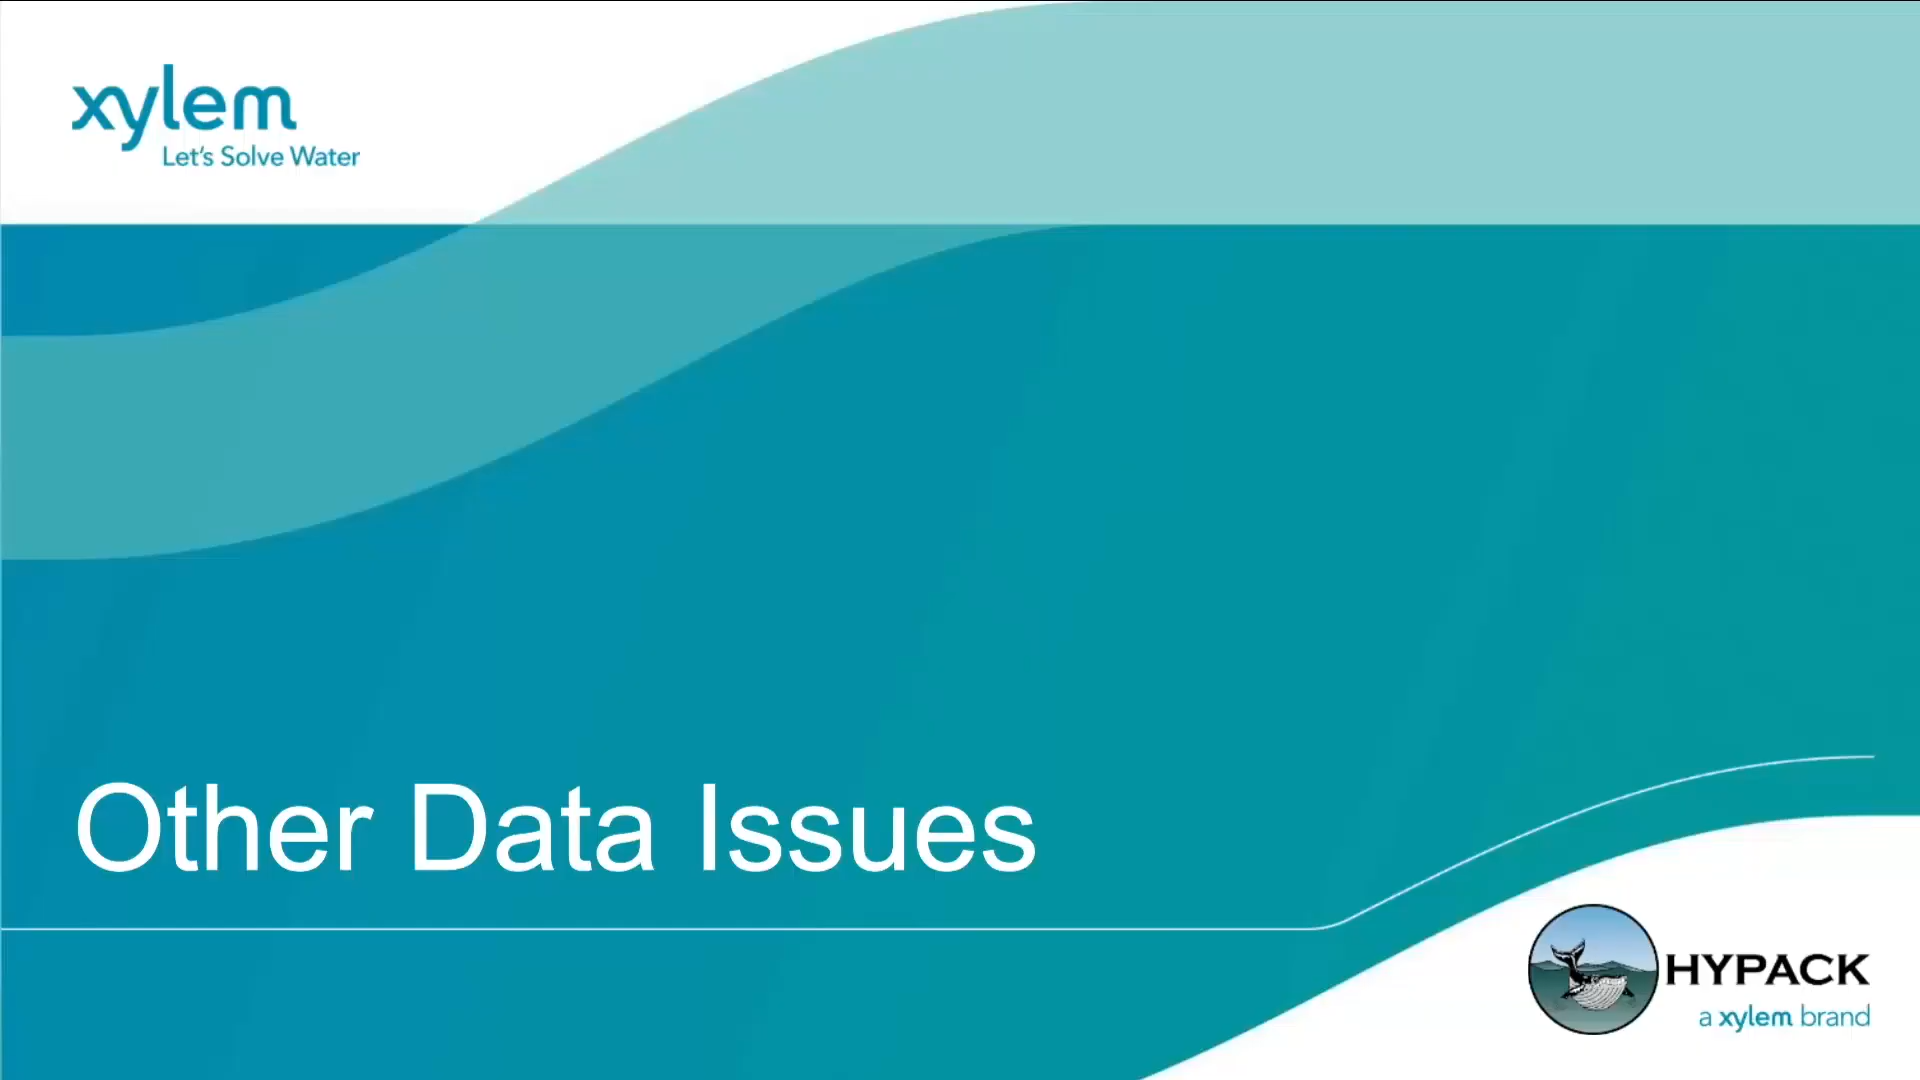 xylem
Let's Solve Water
Other Data Issues
HYPACK
a xylem brand